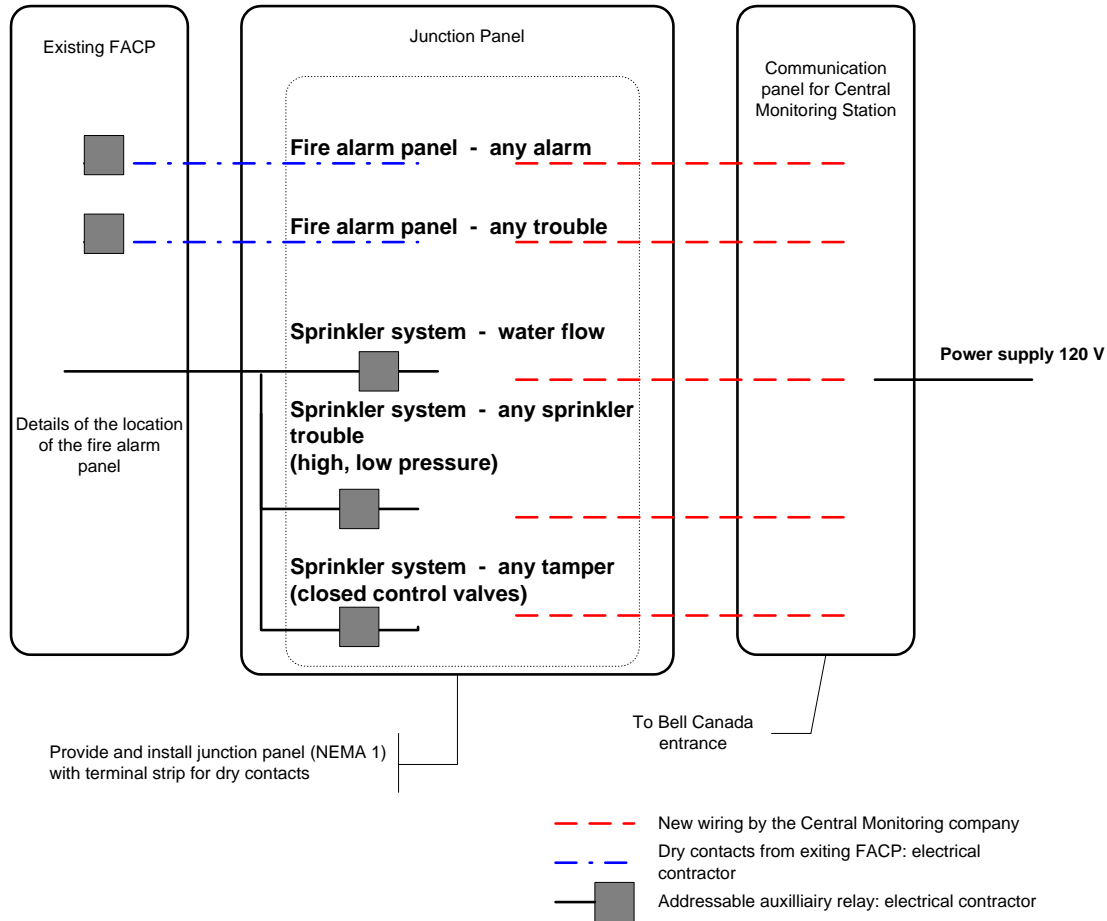 Existing FACP
Junction Panel
Communication
panel for Central
Monitoring Station
Fire alarm panel - any alarm
Fire alarm panel - any trouble
Sprinkler system - water flow
Power supply 120 V
Sprinkler system - any sprinkler
trouble
(high, low pressure)
Details of the location
of the fire alarm
panel
Sprinkler system - any tamper
(closed control valves)
To Bell Canada
entrance
Provide and install junction panel (NEMA 1)
with terminal strip for dry contacts
New wiring by the Central Monitoring company
Dry contacts from exiting FACP: electrical
contractor
Addressable auxilliairy relay: electrical contractor